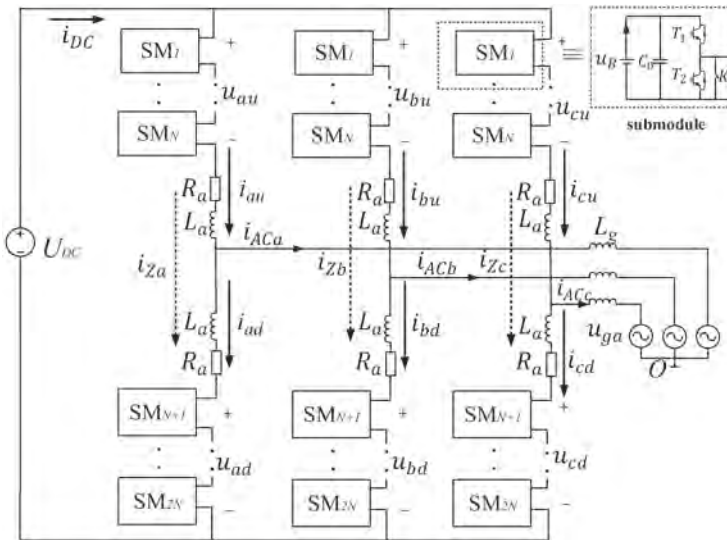 i_DC
SM_1 + SM_1 + SM_1 + ≡ u_B C_B T_1 T_2 K
u_au u_bu u_cu
submodule
SM_N − SM_N − SM_N −
R_a i_au R_a i_bu R_a i_cu
L_a i_ACa L_a L_a L_g
U_DC + −
i_Za i_Zb i_ACb i_Zc
i_ACc
L_a i_ad L_a i_bd L_a u_ga
R_a R_a R_a i_cd O
SM_N+1 + SM_N+1 + SM_N+1 +
u_ad u_bd u_cd
SM_2N − SM_2N − SM_2N −